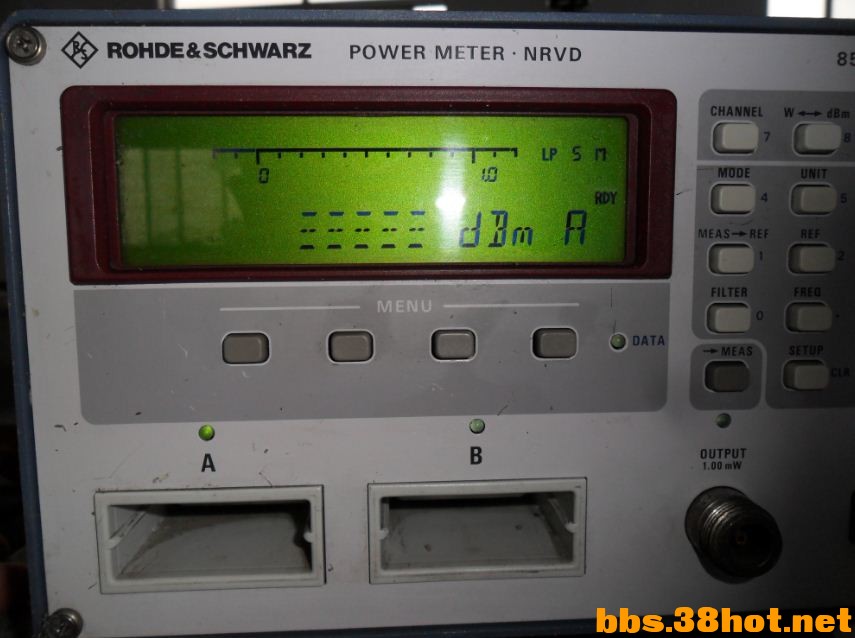 ROHDE & SCHWARZ POWER METER · NRVD 85
CHANNEL 7 W ↔ dBm 8
LP S M
0 1.0
MODE 4 UNIT 5
RDY
dBm A
MEAS→REF 1 REF 2
MENU
FILTER 0 FREQ .
DATA
→MEAS SETUP CLR
A B
OUTPUT
1.00 mW
bbs.38hot.net